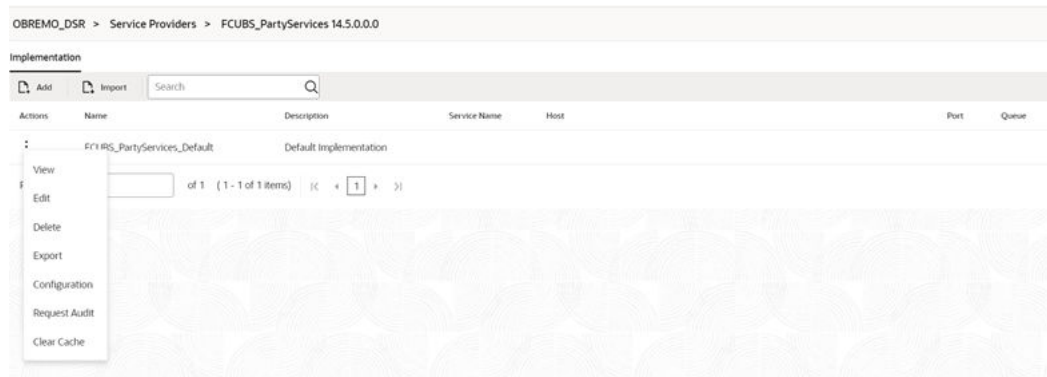 OBREMO_DSR > Service Providers > FCUBS_PartyServices 14.5.0.0.0
Implementation
Add Import Search
Actions Name Description Service Name Host Port Queue
FCUBS_PartyServices_Default Default Implementation
View
of 1 (1 - 1 of 1 items) 1
Edit
Delete
Export
Configuration
Request Audit
Clear Cache